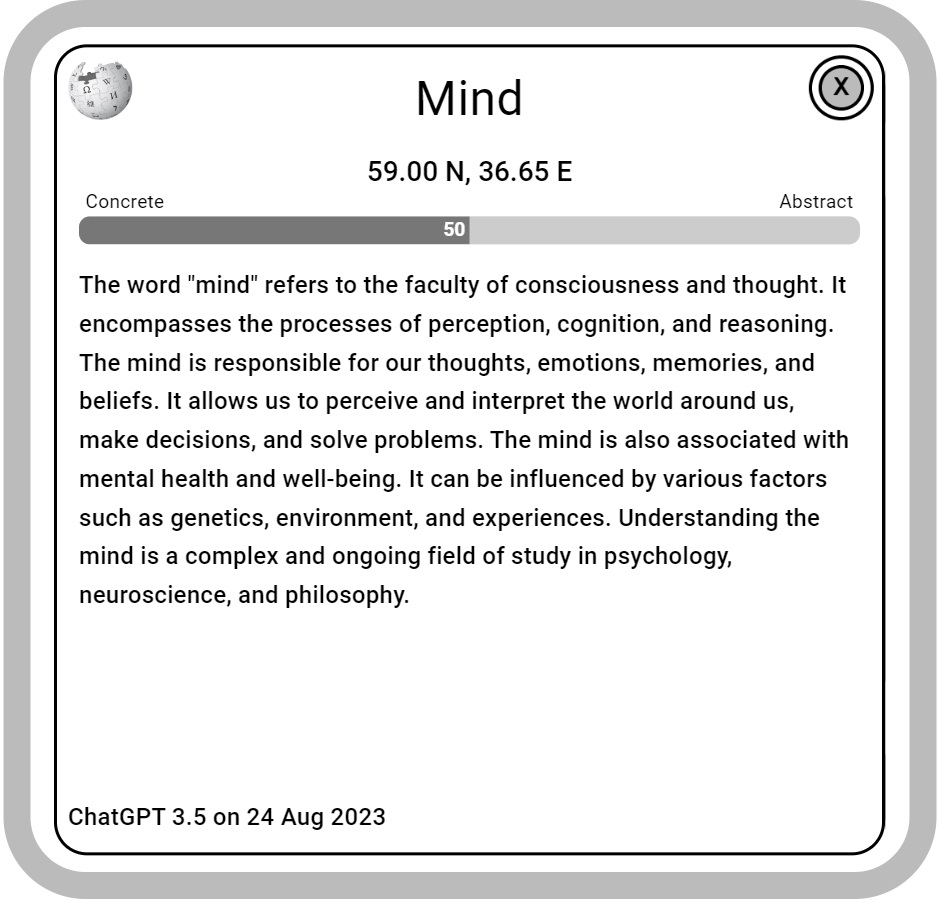 Mind
X
59.00 N, 36.65 E
Concrete
Abstract
50
The word "mind" refers to the faculty of consciousness and thought. It
encompasses the processes of perception, cognition, and reasoning.
The mind is responsible for our thoughts, emotions, memories, and
beliefs. It allows us to perceive and interpret the world around us,
make decisions, and solve problems. The mind is also associated with
mental health and well-being. It can be influenced by various factors
such as genetics, environment, and experiences. Understanding the
mind is a complex and ongoing field of study in psychology,
neuroscience, and philosophy.
ChatGPT 3.5 on 24 Aug 2023